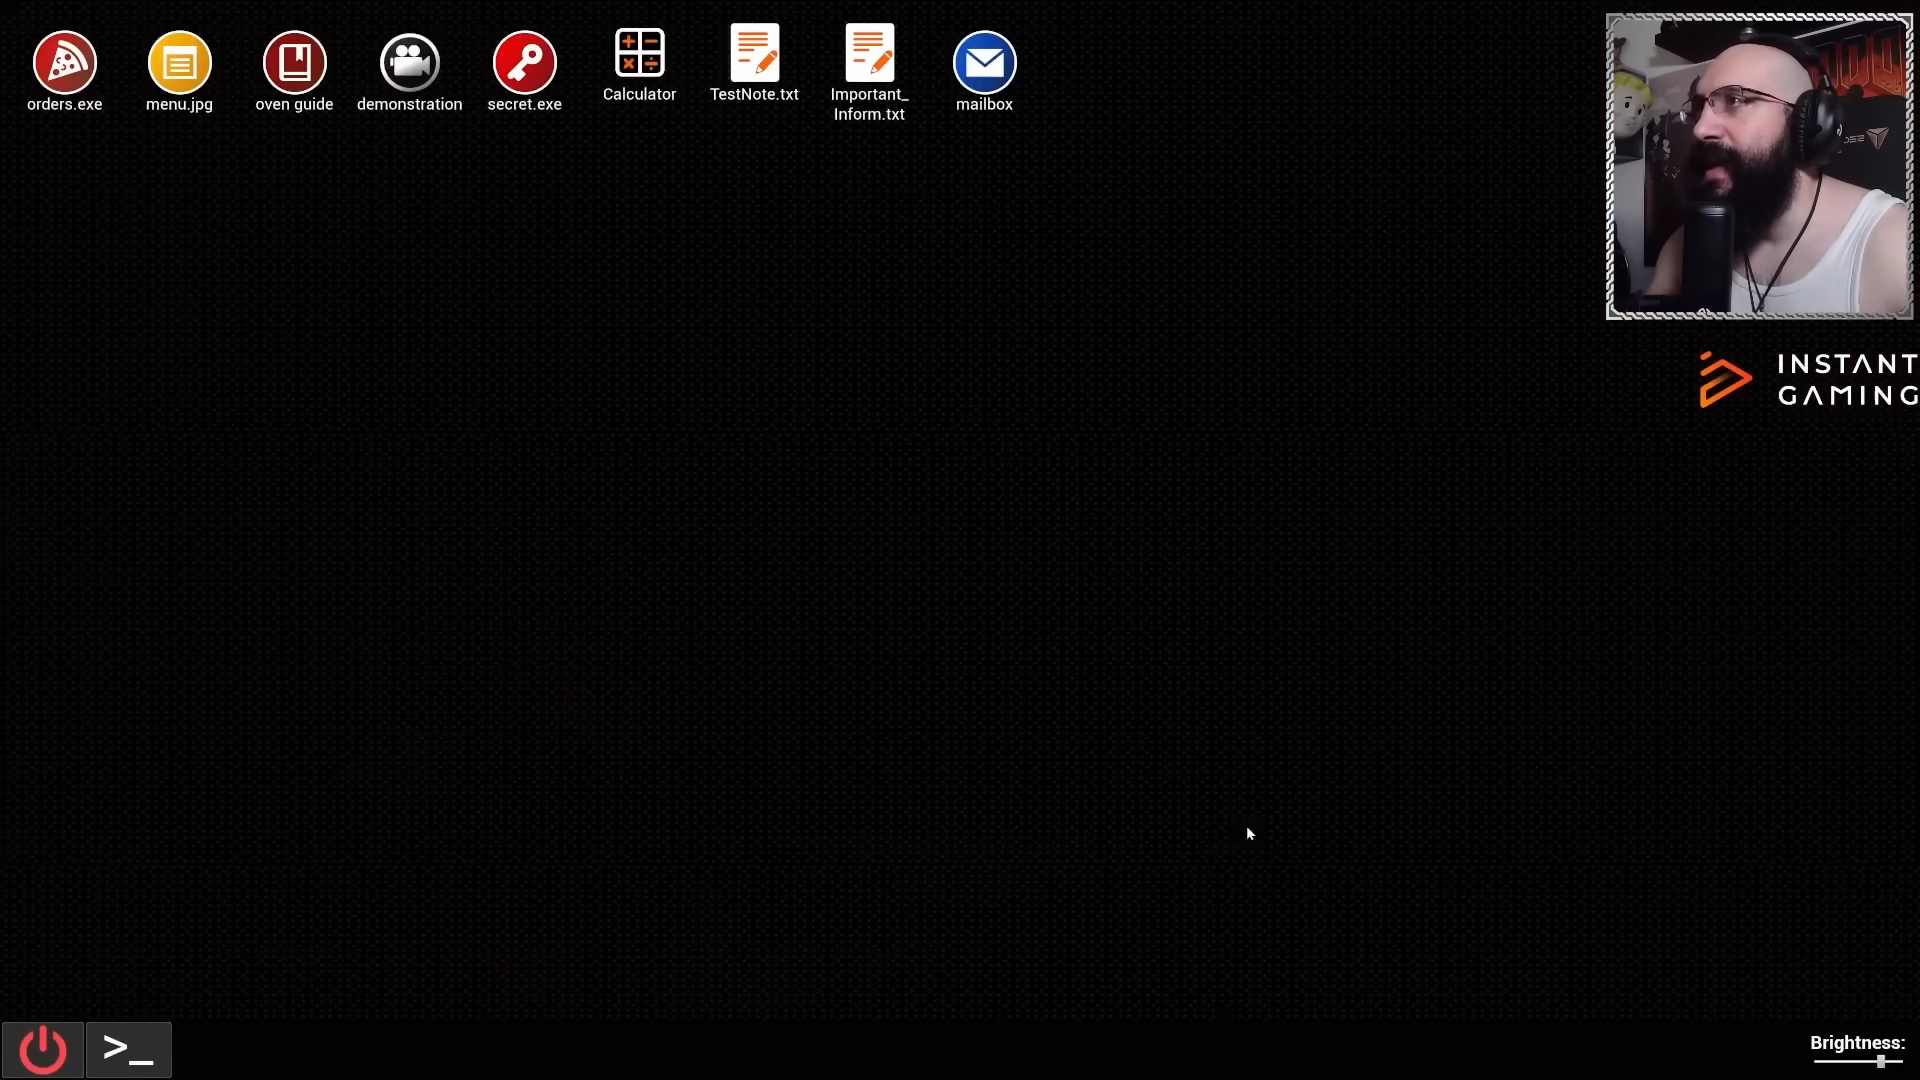 orders.exe
menu.jpg
oven guide
demonstration
secret.exe
Calculator
TestNote.txt
Important_
Inform.txt
mailbox
INSTANT
GAMING
>_
Brightness: